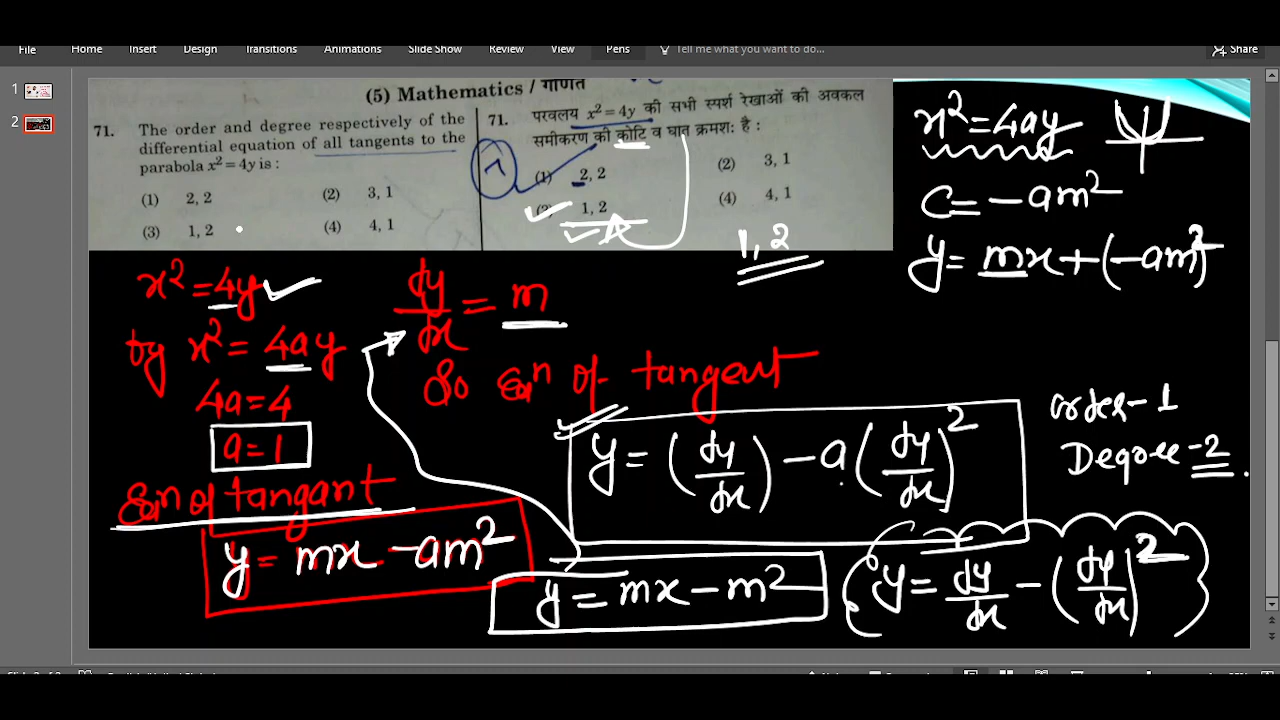 File Home Insert Design Transitions Animations Slide Show Review View Pens Tell me what you want to do... Share
1
2
(5) Mathematics / गणित
71. The order and degree respectively of the
differential equation of all tangents to the
parabola x² = 4y is :
(1) 2, 2 (2) 3, 1
(3) 1, 2 (4) 4, 1
71. परवलय x² = 4y की सभी स्पर्श रेखाओं की अवकल
समीकरण की कोटि व घात क्रमशः है :
(1) 2, 2 (2) 3, 1
1, 2 (4) 4, 1
1, 2
x² = 4ay
c = -am²
y = mx + (-am²)
x² = 4y
by x² = 4ay
4a = 4
a = 1
Eqn of tangant
y = mx - am²
dy/dx = m
So Eqn of tangent
y = (dy/dx) - a(dy/dx)²
order - 1
Degree - 2
y = mx - m²
y = dy/dx - (dy/dx)²